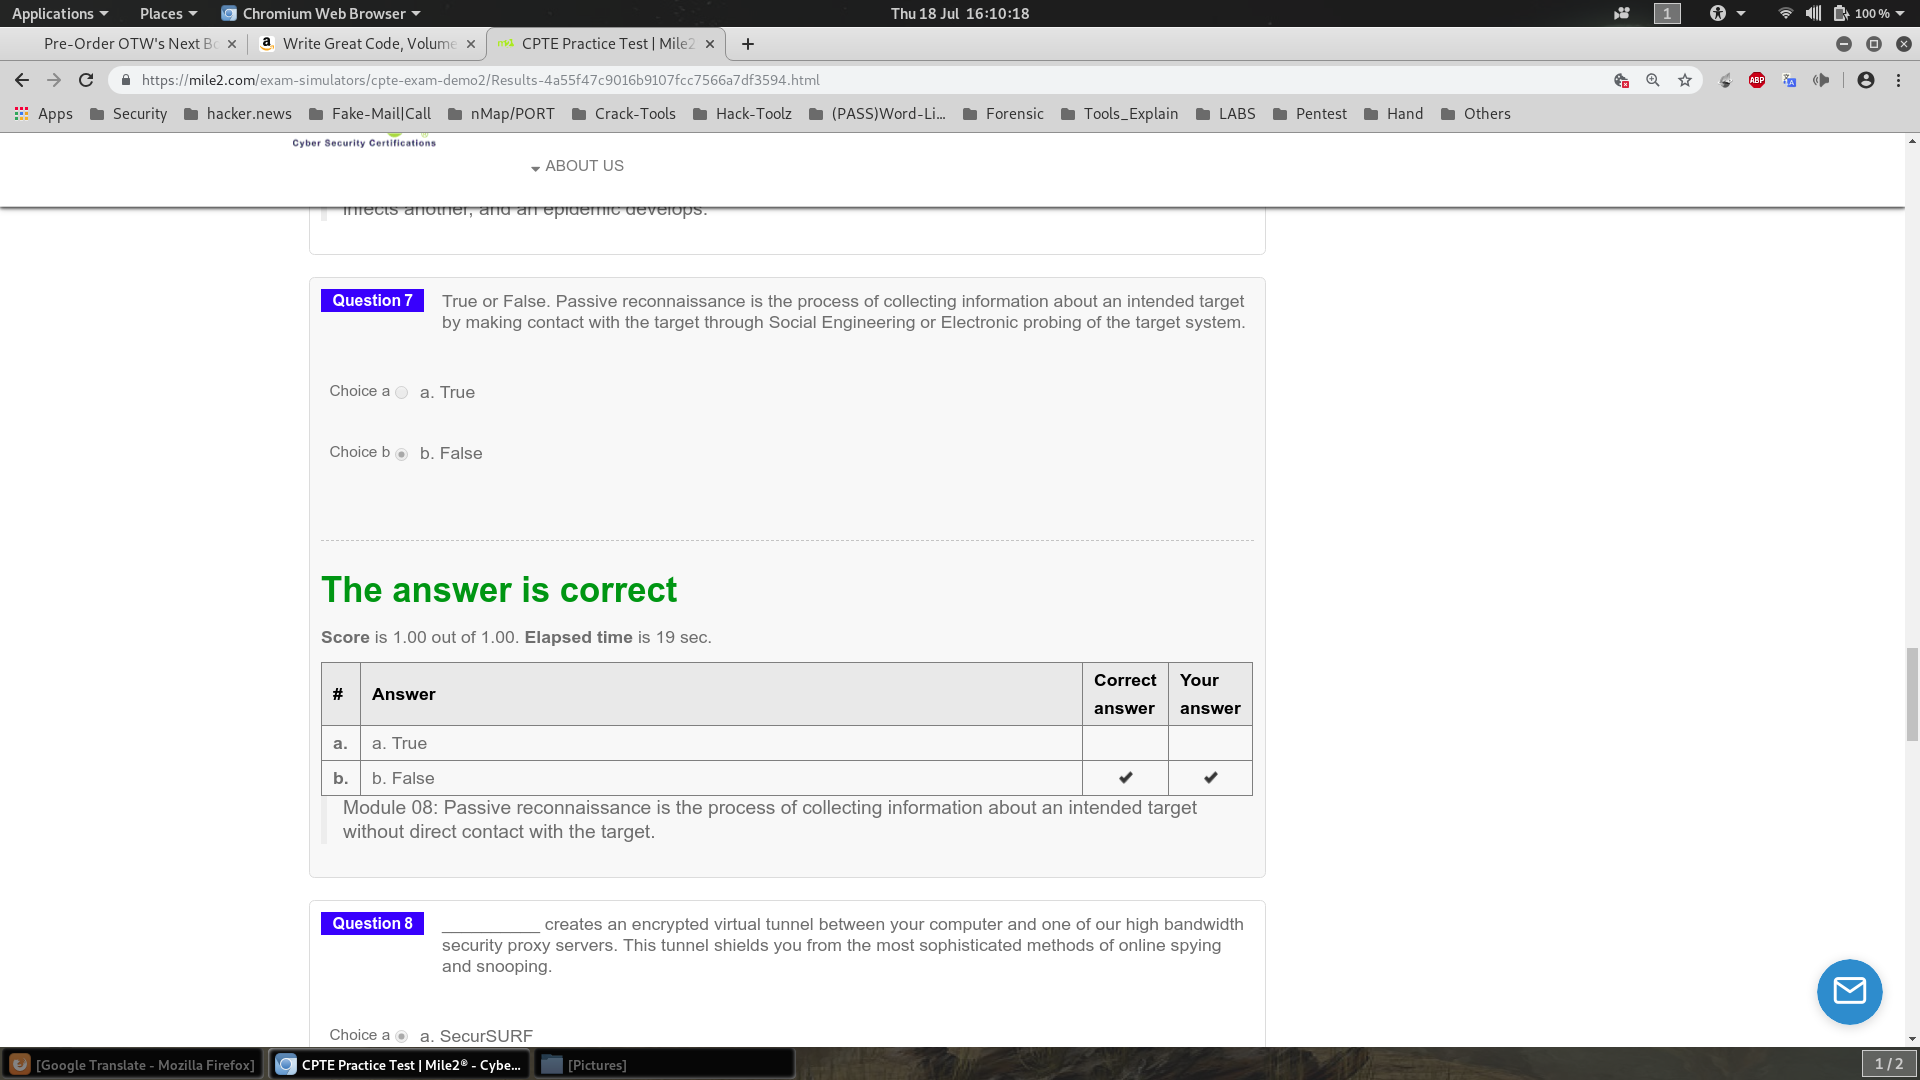 Applications Places Chromium Web Browser Thu 18 Jul 16:10:18 1 100 %
Pre-Order OTW's Next Bo Write Great Code, Volume CPTE Practice Test | Mile2
https://mile2.com/exam-simulators/cpte-exam-demo2/Results-4a55f47c9016b9107fcc7566a7df3594.html ABP
Apps Security hacker.news Fake-Mail|Call nMap/PORT Crack-Tools Hack-Toolz (PASS)Word-Li... Forensic Tools_Explain LABS Pentest Hand Others
Cyber Security Certifications
ABOUT US
infects another, and an epidemic develops.
Question 7 True or False. Passive reconnaissance is the process of collecting information about an intended target
by making contact with the target through Social Engineering or Electronic probing of the target system.
Choice a a. True
Choice b b. False
The answer is correct
Score is 1.00 out of 1.00. Elapsed time is 19 sec.
# Answer Correct answer Your answer
a. a. True
b. b. False ✔ ✔
Module 08: Passive reconnaissance is the process of collecting information about an intended target
without direct contact with the target.
Question 8 __________ creates an encrypted virtual tunnel between your computer and one of our high bandwidth
security proxy servers. This tunnel shields you from the most sophisticated methods of online spying
and snooping.
Choice a a. SecurSURF
[Google Translate - Mozilla Firefox] CPTE Practice Test | Mile2® - Cybe... [Pictures] 1 / 2